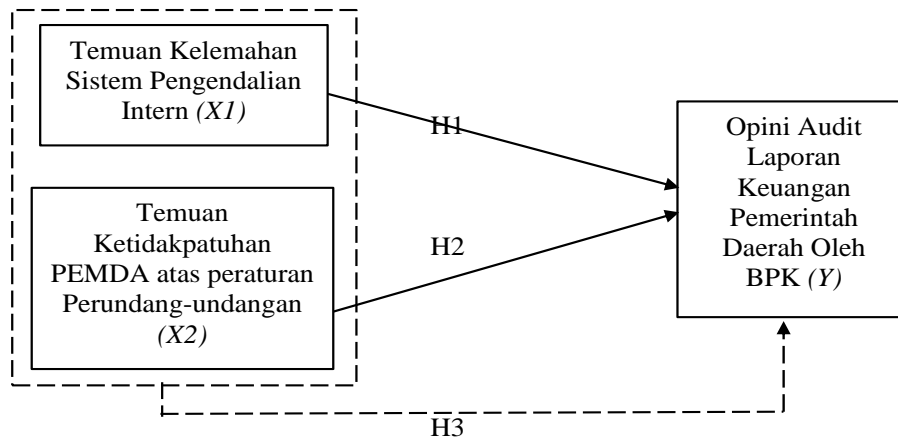 Temuan Kelemahan
Sistem Pengendalian
Intern (X1)
Temuan
Ketidakpatuhan
PEMDA atas peraturan
Perundang-undangan
(X2)
H1
H2
H3
Opini Audit
Laporan
Keuangan
Pemerintah
Daerah Oleh
BPK (Y)